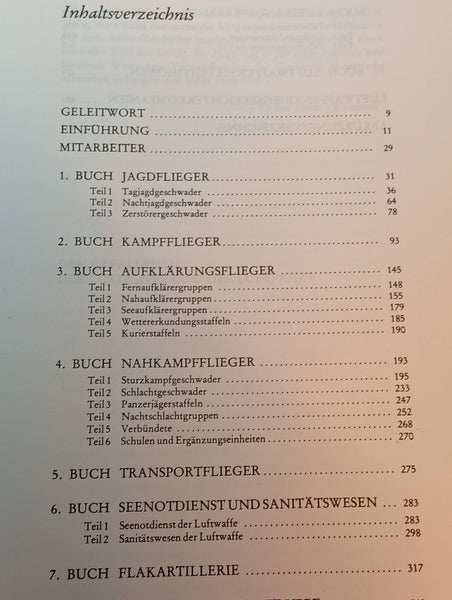 Inhaltsverzeichnis
GELEITWORT 9
EINFÜHRUNG 11
MITARBEITER 29
1. BUCH JAGDFLIEGER 31
Teil 1 Tagjagdgeschwader 36
Teil 2 Nachtjagdgeschwader 64
Teil 3 Zerstörergeschwader 78
2. BUCH KAMPFFLIEGER 93
3. BUCH AUFKLÄRUNGSFLIEGER 145
Teil 1 Fernaufklärergruppen 148
Teil 2 Nahaufklärergruppen 155
Teil 3 Seeaufklärergruppen 179
Teil 4 Wettererkundungsstaffeln 185
Teil 5 Kurierstaffeln 190
4. BUCH NAHKAMPFFLIEGER 193
Teil 1 Sturzkampfgeschwader 195
Teil 2 Schlachtgeschwader 233
Teil 3 Panzerjägerstaffeln 247
Teil 4 Nachtschlachtgruppen 252
Teil 5 Verbündete 268
Teil 6 Schulen und Ergänzungseinheiten 270
5. BUCH TRANSPORTFLIEGER 275
6. BUCH SEENOTDIENST UND SANITÄTSWESEN ... 283
Teil 1 Seenotdienst der Luftwaffe 283
Teil 2 Sanitätswesen der Luftwaffe 298
7. BUCH FLAKARTILLERIE 317